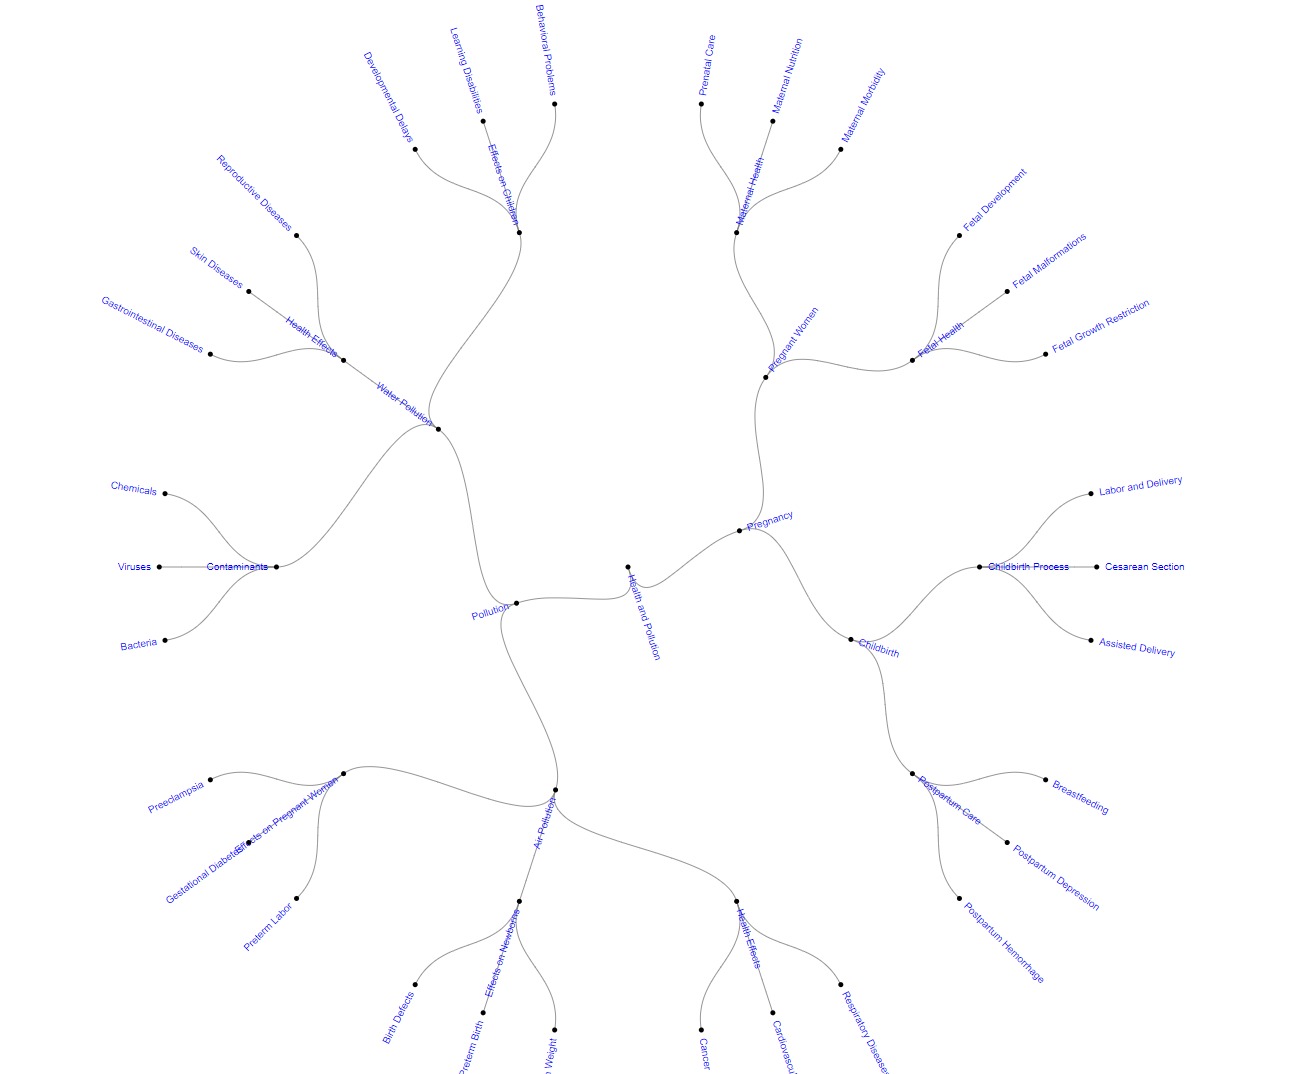 Behavioral Problems
Learning Disabilities
Developmental Delays
Effects on Children
Prenatal Care
Maternal Nutrition
Maternal Morbidity
Maternal Health
Reproductive Diseases
Skin Diseases
Gastrointestinal Diseases
Health Effects
Water Pollution
Fetal Development
Fetal Malformations
Fetal Growth Restriction
Fetal Health
Pregnant Women
Chemicals
Viruses
Contaminants
Bacteria
Pregnancy
Labor and Delivery
Childbirth Process
Cesarean Section
Assisted Delivery
Childbirth
Pollution
Health and Pollution
Preeclampsia
Effects on Pregnant Women
Gestational Diabetes
Preterm Labor
Air Pollution
Breastfeeding
Postpartum Care
Postpartum Depression
Postpartum Hemorrhage
Effects on Newborns
Birth Defects
Preterm Birth
Weight
Health Effects
Cancer
Cardiovascu
Respiratory Diseases